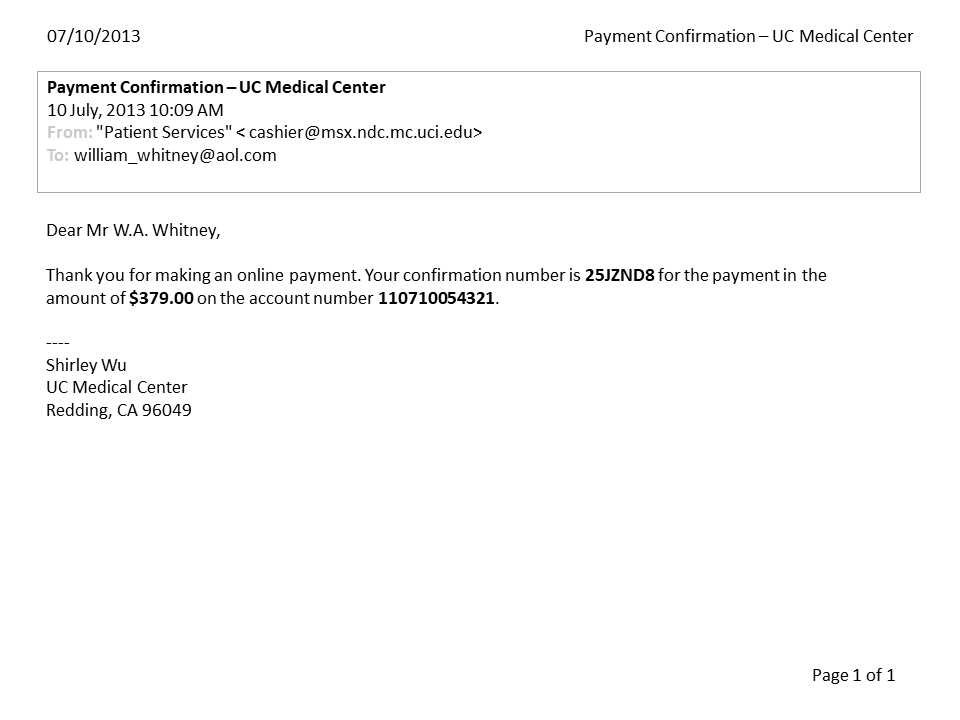 07/10/2013 Payment Confirmation – UC Medical Center
Payment Confirmation – UC Medical Center
10 July, 2013 10:09 AM
From: "Patient Services" < cashier@msx.ndc.mc.uci.edu>
To: william_whitney@aol.com
Dear Mr W.A. Whitney,
Thank you for making an online payment. Your confirmation number is 25JZND8 for the payment in the
amount of $379.00 on the account number 110710054321.
----
Shirley Wu
UC Medical Center
Redding, CA 96049
Page 1 of 1